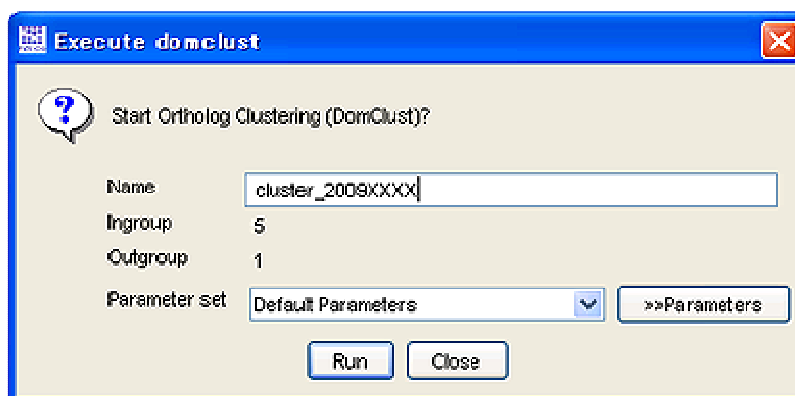 Execute domclust
Start Ortholog Clustering (DomClust)?
Name cluster_2009XXXX
Ingroup 5
Outgroup 1
Parameter set Default Parameters >>Parameters
Run Close